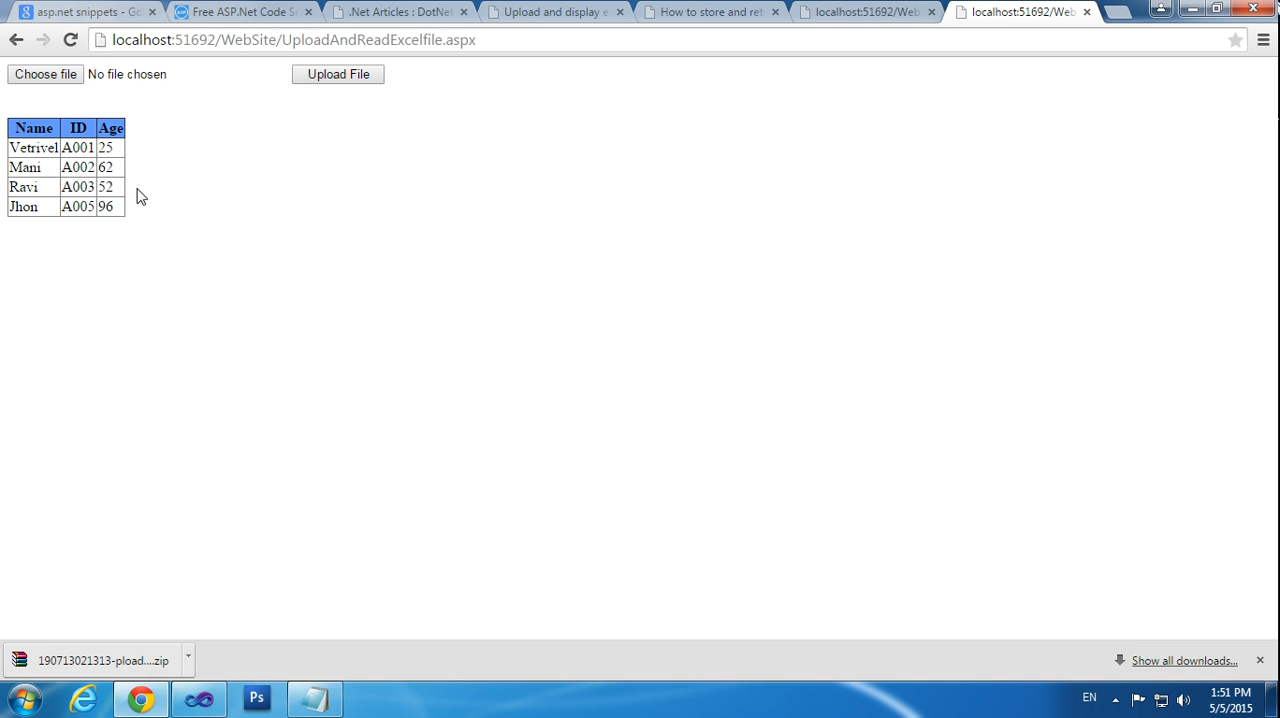 asp.net snippets - Go
Free ASP.Net Code S
.Net Articles : DotNet
Upload and display e
How to store and ret
localhost:51692/Web
localhost:51692/Web
localhost:51692/WebSite/UploadAndReadExcelfile.aspx
Choose file No file chosen Upload File
Name ID Age
Vetrivel A001 25
Mani A002 62
Ravi A003 52
Jhon A005 96
190713021313-pload....zip Show all downloads...
Ps EN 1:51 PM
5/5/2015